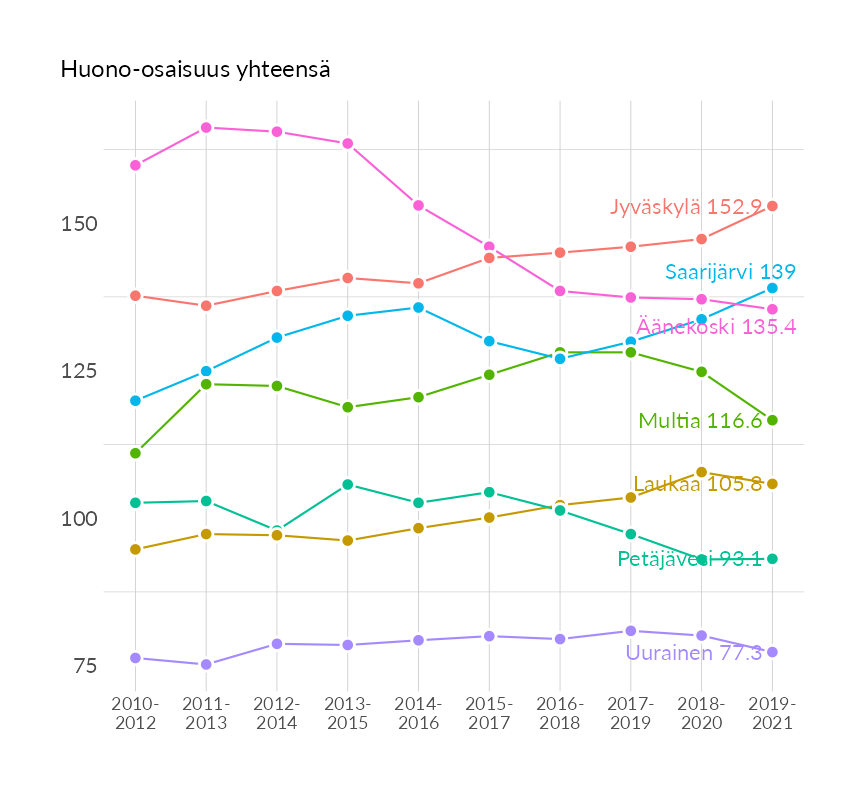 Huono-osaisuus yhteensä
150
125
100
75
Jyväskylä 152.9
Saarijärvi 139
Äänekoski 135.4
Multia 116.6
Laukaa 105.8
Petäjävesi 93.1
Uurainen 77.3
2010- 2011- 2012- 2013- 2014- 2015- 2016- 2017- 2018- 2019-
2012 2013 2014 2015 2016 2017 2018 2019 2020 2021